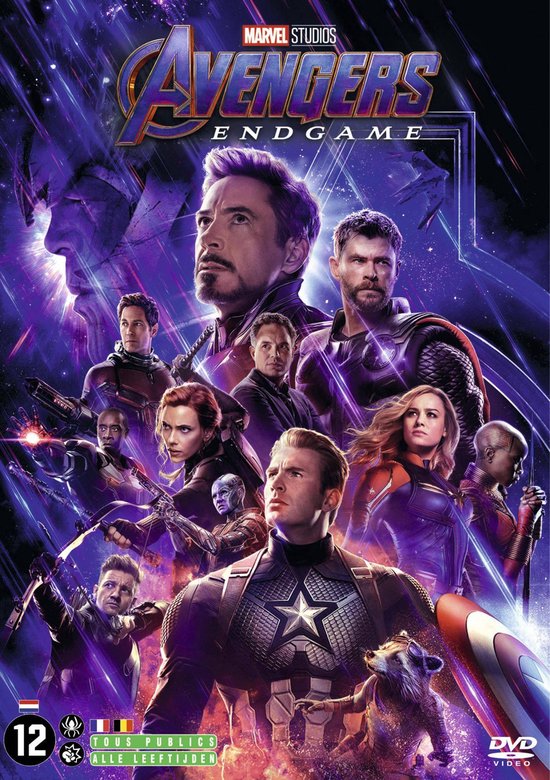 MARVEL STUDIOS
AVENGERS
ENDGAME
12
TOUS PUBLICS
ALLE LEEFTIJDEN
DVD
VIDEO